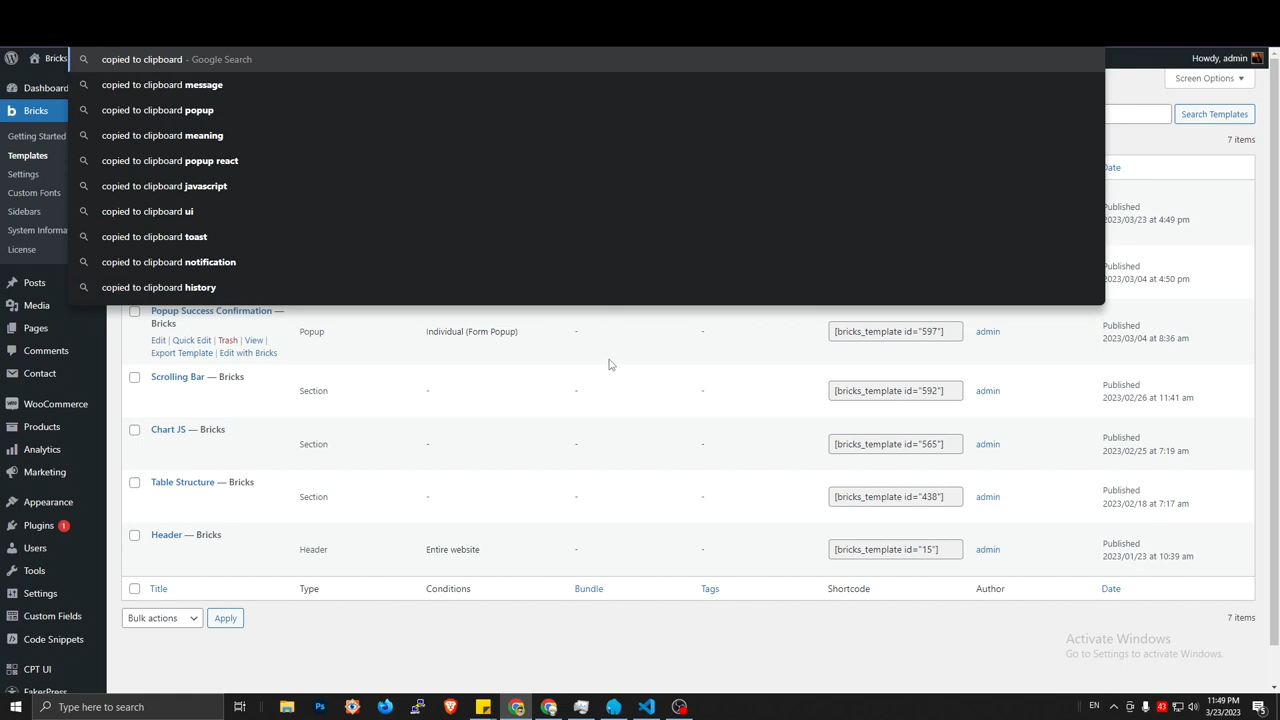 Bricks
Howdy, admin
copied to clipboard - Google Search
copied to clipboard message
copied to clipboard popup
copied to clipboard meaning
copied to clipboard popup react
copied to clipboard javascript
copied to clipboard ui
copied to clipboard toast
copied to clipboard notification
copied to clipboard history
Screen Options
Search Templates
7 items
Date
Published
2023/03/23 at 4:49 pm
Published
2023/03/04 at 4:50 pm
Dashboard
Bricks
Getting Started
Templates
Settings
Custom Fonts
Sidebars
System Informa
License
Posts
Media
Pages
Comments
Contact
WooCommerce
Products
Analytics
Marketing
Appearance
Plugins 1
Users
Tools
Settings
Custom Fields
Code Snippets
CPT UI
FakerPress
Popup Success Confirmation —
Bricks
Edit | Quick Edit | Trash | View |
Export Template | Edit with Bricks
Popup
Individual (Form Popup)
-
-
[bricks_template id="597"]
admin
Published
2023/03/04 at 8:36 am
Scrolling Bar — Bricks
Section
-
-
-
[bricks_template id="592"]
admin
Published
2023/02/26 at 11:41 am
Chart JS — Bricks
Section
-
-
-
[bricks_template id="565"]
admin
Published
2023/02/25 at 7:19 am
Table Structure — Bricks
Section
-
-
-
[bricks_template id="438"]
admin
Published
2023/02/18 at 7:17 am
Header — Bricks
Header
Entire website
-
-
[bricks_template id="15"]
admin
Published
2023/01/23 at 10:39 am
Title
Type
Conditions
Bundle
Tags
Shortcode
Author
Date
Bulk actions
Apply
7 items
Activate Windows
Go to Settings to activate Windows.
Type here to search
EN
43
11:49 PM
3/23/2023
5